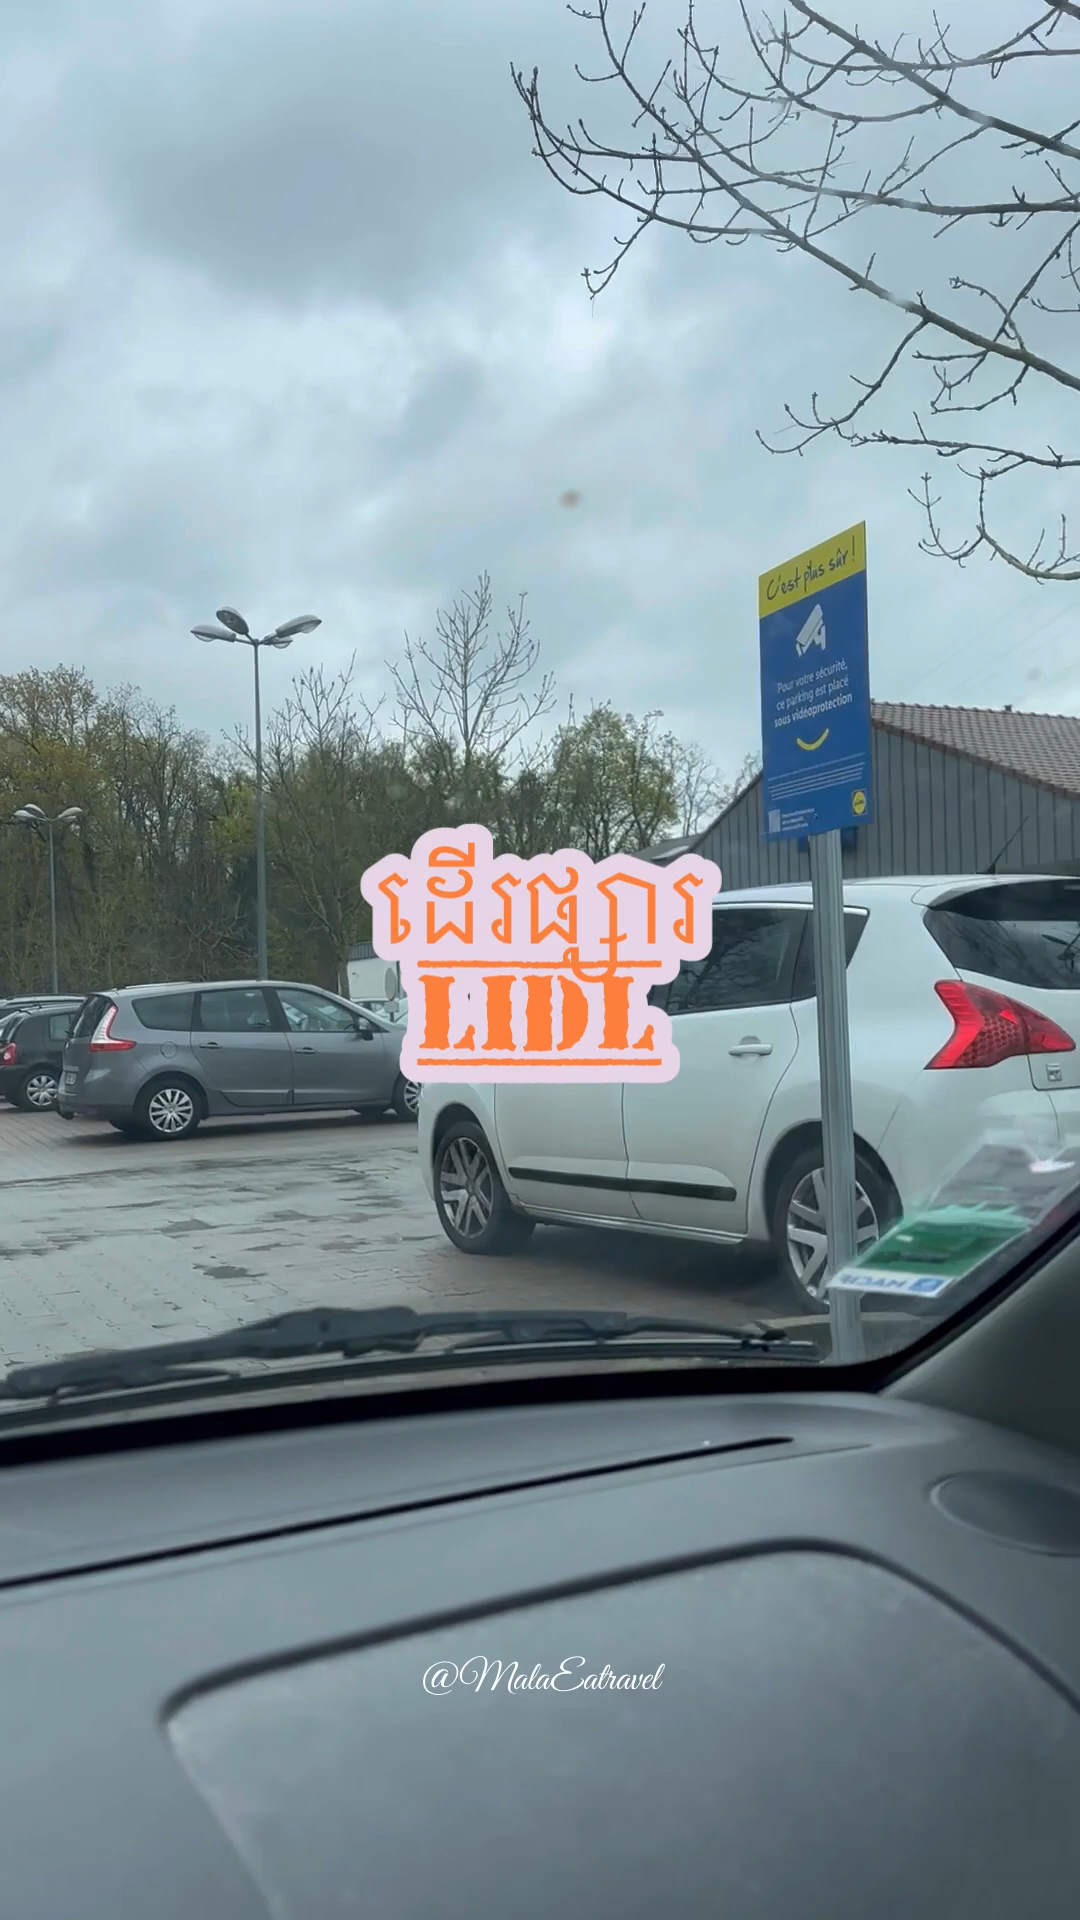 C'est plus sûr !
Pour votre sécurité,
ce parking est placé
sous vidéoprotection
ដើរផ្សារ
LIDL
MACIF
@MalaEatravel